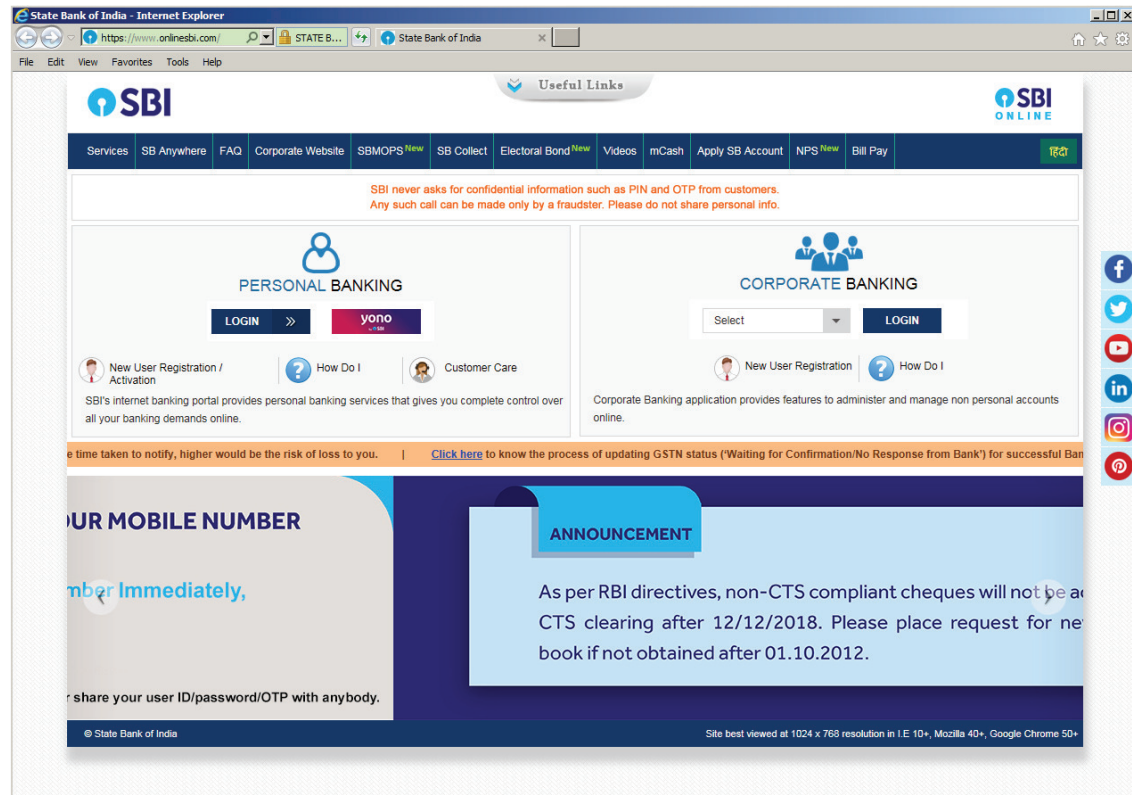 State Bank of India - Internet Explorer
https://www.onlinesbi.com/ STATE B... State Bank of India
File Edit View Favorites Tools Help
Useful Links
SBI
SBI
ONLINE
Services SB Anywhere FAQ Corporate Website SBMOPS New SB Collect Electoral Bond New Videos mCash Apply SB Account NPS New Bill Pay हिंदी
SBI never asks for confidential information such as PIN and OTP from customers.
Any such call can be made only by a fraudster. Please do not share personal info.
PERSONAL BANKING
LOGIN » yono
by SBI
New User Registration /
Activation
How Do I
Customer Care
SBI's internet banking portal provides personal banking services that gives you complete control over
all your banking demands online.
CORPORATE BANKING
Select LOGIN
New User Registration
How Do I
Corporate Banking application provides features to administer and manage non personal accounts
online.
e time taken to notify, higher would be the risk of loss to you. | Click here to know the process of updating GSTN status ('Waiting for Confirmation/No Response from Bank') for successful Ban
OUR MOBILE NUMBER
mber Immediately,
r share your user ID/password/OTP with anybody.
ANNOUNCEMENT
As per RBI directives, non-CTS compliant cheques will not be ac
CTS clearing after 12/12/2018. Please place request for ne
book if not obtained after 01.10.2012.
© State Bank of India
Site best viewed at 1024 x 768 resolution in I.E 10+, Mozilla 40+, Google Chrome 50+